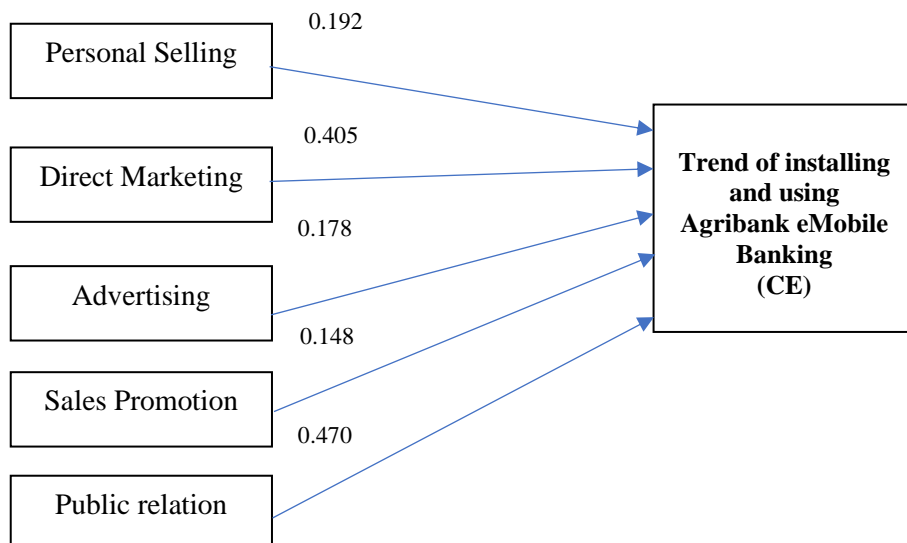 0.192
Personal Selling
0.405
Direct Marketing
0.178
Advertising
0.148
Sales Promotion
0.470
Public relation
Trend of installing
and using
Agribank eMobile
Banking
(CE)